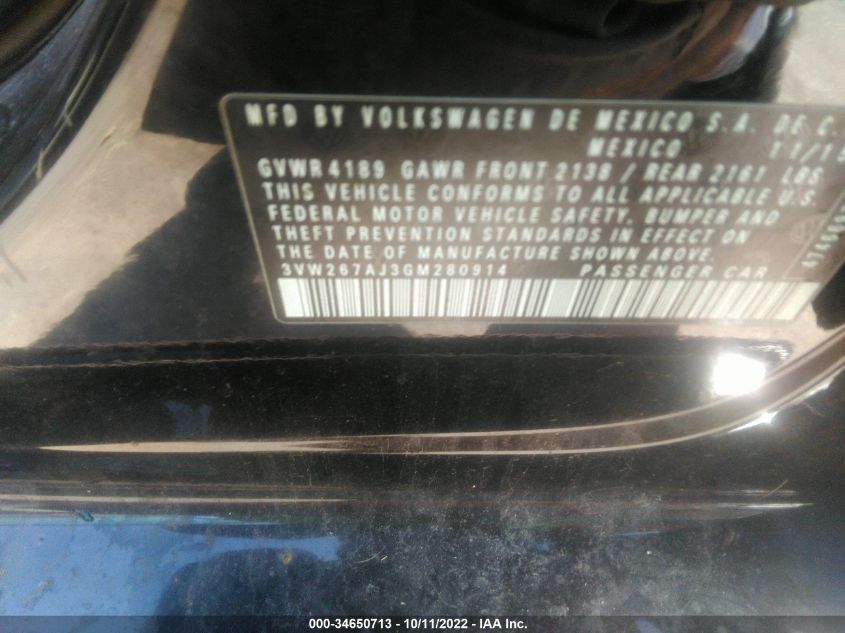 MFD BY VOLKSWAGEN DE MEXICO S.A. DE C.
MEXICO 11/15
GVWR 4189 GAWR FRONT 2138 / REAR 2161 LBS
THIS VEHICLE CONFORMS TO ALL APPLICABLE U.S.
FEDERAL MOTOR VEHICLE SAFETY, BUMPER AND
THEFT PREVENTION STANDARDS IN EFFECT ON
THE DATE OF MANUFACTURE SHOWN ABOVE.
3VW267AJ3GM280914 PASSENGER CAR
000-34650713 - 10/11/2022 - IAA Inc.